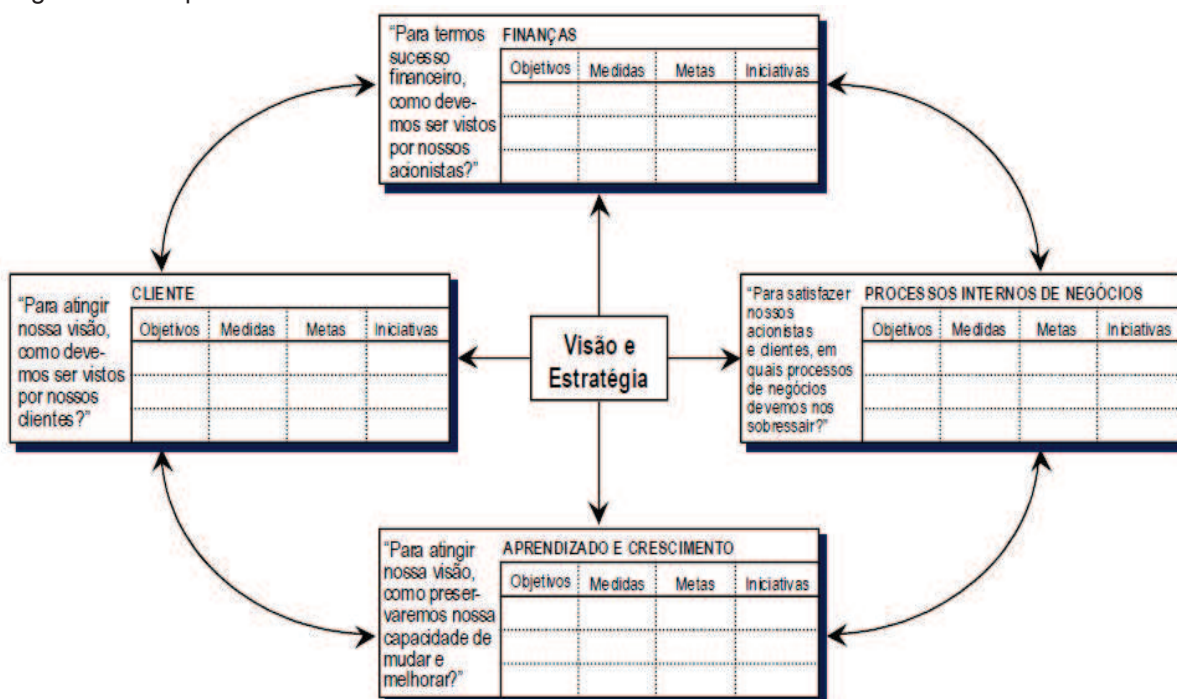 “Para termos
sucesso
financeiro,
como deve-
mos ser vistos
por nossos
acionistas?”
FINANÇAS
Objetivos Medidas Metas Iniciativas
“Para atingir
nossa visão,
como deve-
mos ser vistos
por nossos
clientes?”
CLIENTE
Objetivos Medidas Metas Iniciativas
Visão e
Estratégia
“Para satisfazer
nossos
acionistas
e clientes, em
quais processos
de negócios
devemos nos
sobressair?”
PROCESSOS INTERNOS DE NEGÓCIOS
Objetivos Medidas Metas Iniciativas
“Para atingir
nossa visão,
como preser-
varemos nossa
capacidade de
mudar e
melhorar?”
APRENDIZADO E CRESCIMENTO
Objetivos Medidas Metas Iniciativas